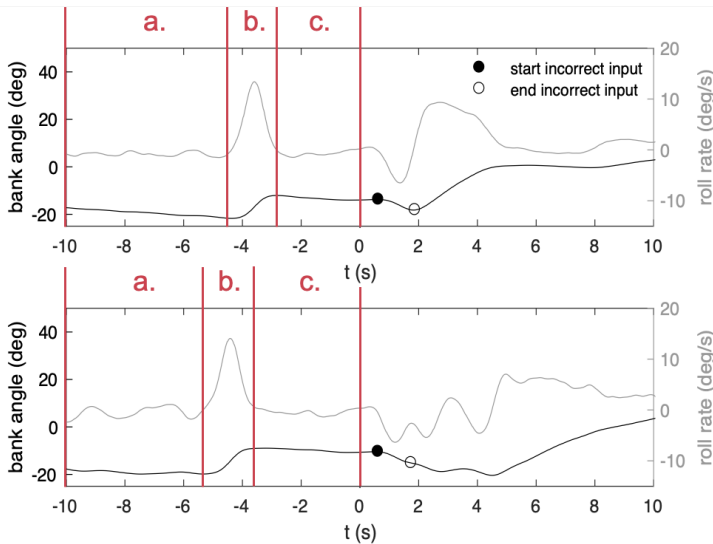 a. b. c.
20
40
start incorrect input
10
end incorrect input
20
0
0
-10
-20
bank angle (deg)
roll rate (deg/s)
-10 -8 -6 -4 -2 0 2 4 6 8 10
t (s)
a. b. c.
20
40
10
20
0
0
-10
-20
bank angle (deg)
roll rate (deg/s)
-10 -8 -6 -4 -2 0 2 4 6 8 10
t (s)